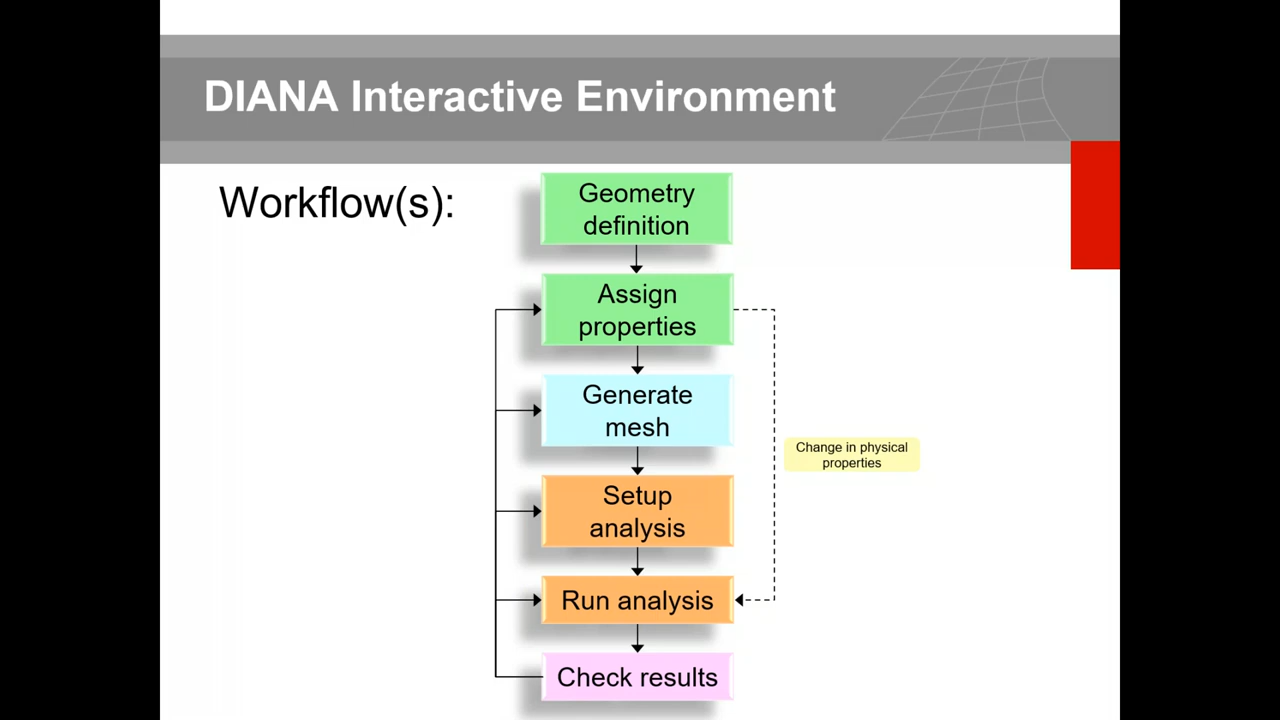 DIANA Interactive Environment
Workflow(s):
Geometry
definition
Assign
properties
Generate
mesh
Change in physical
properties
Setup
analysis
Run analysis
Check results